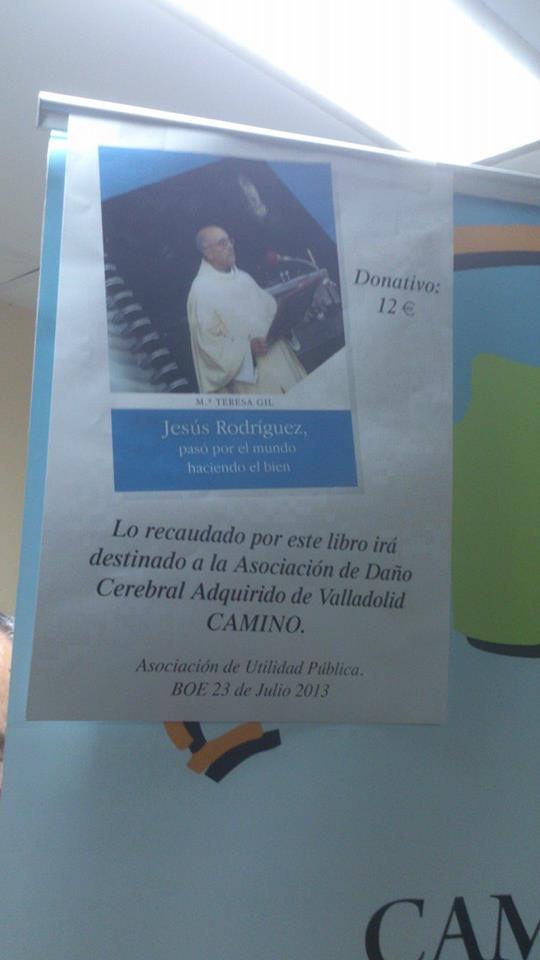 Donativo:
12 €
M.ª TERESA GIL
Jesús Rodríguez,
pasó por el mundo
haciendo el bien
Lo recaudado por este libro irá
destinado a la Asociación de Daño
Cerebral Adquirido de Valladolid
CAMINO.
Asociación de Utilidad Pública.
BOE 23 de Julio 2013
CAM